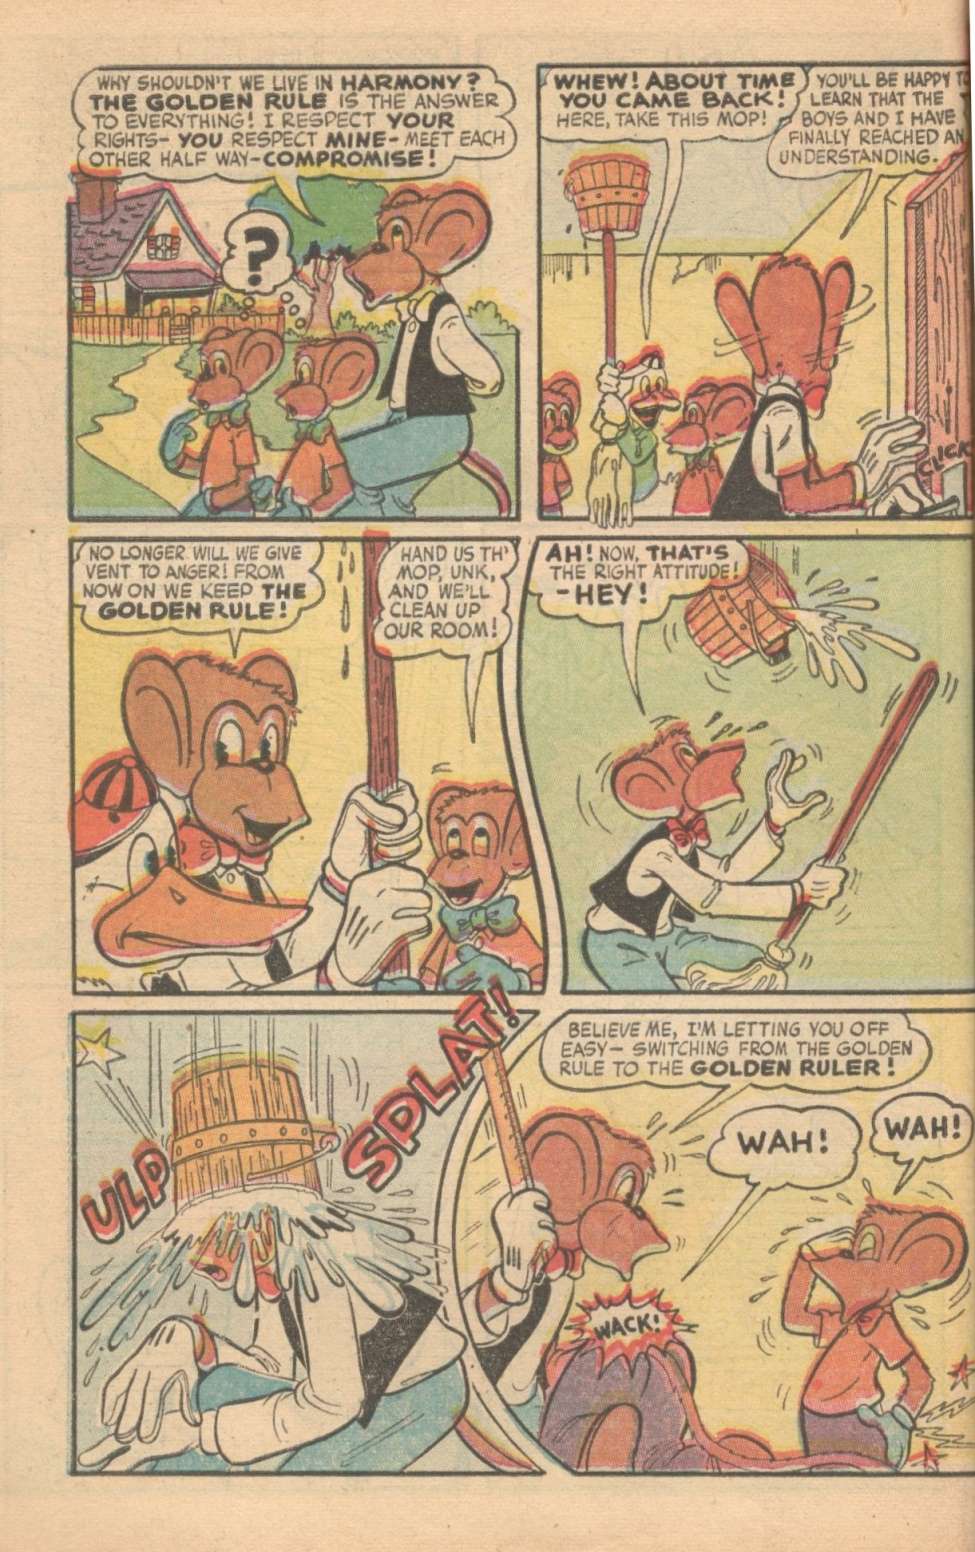 WHY SHOULDN'T WE LIVE IN HARMONY?
THE GOLDEN RULE IS THE ANSWER
TO EVERYTHING! I RESPECT YOUR
RIGHTS- YOU RESPECT MINE- MEET EACH
OTHER HALF WAY-COMPROMISE!
?
WHEW! ABOUT TIME
YOU CAME BACK!
HERE, TAKE THIS MOP!
YOU'LL BE HAPPY
LEARN THAT THE
BOYS AND I HAVE
FINALLY REACHED AN
UNDERSTANDING.
CLICK
NO LONGER WILL WE GIVE
VENT TO ANGER! FROM
NOW ON WE KEEP THE
GOLDEN RULE!
HAND US TH'
MOP, UNK,
AND WE'LL
CLEAN UP
OUR ROOM!
AH! NOW, THAT'S
THE RIGHT ATTITUDE!
-HEY!
ULP
SPLAT!
BELIEVE ME, I'M LETTING YOU OFF
EASY- SWITCHING FROM THE GOLDEN
RULE TO THE GOLDEN RULER!
WAH!
WAH!
WACK!